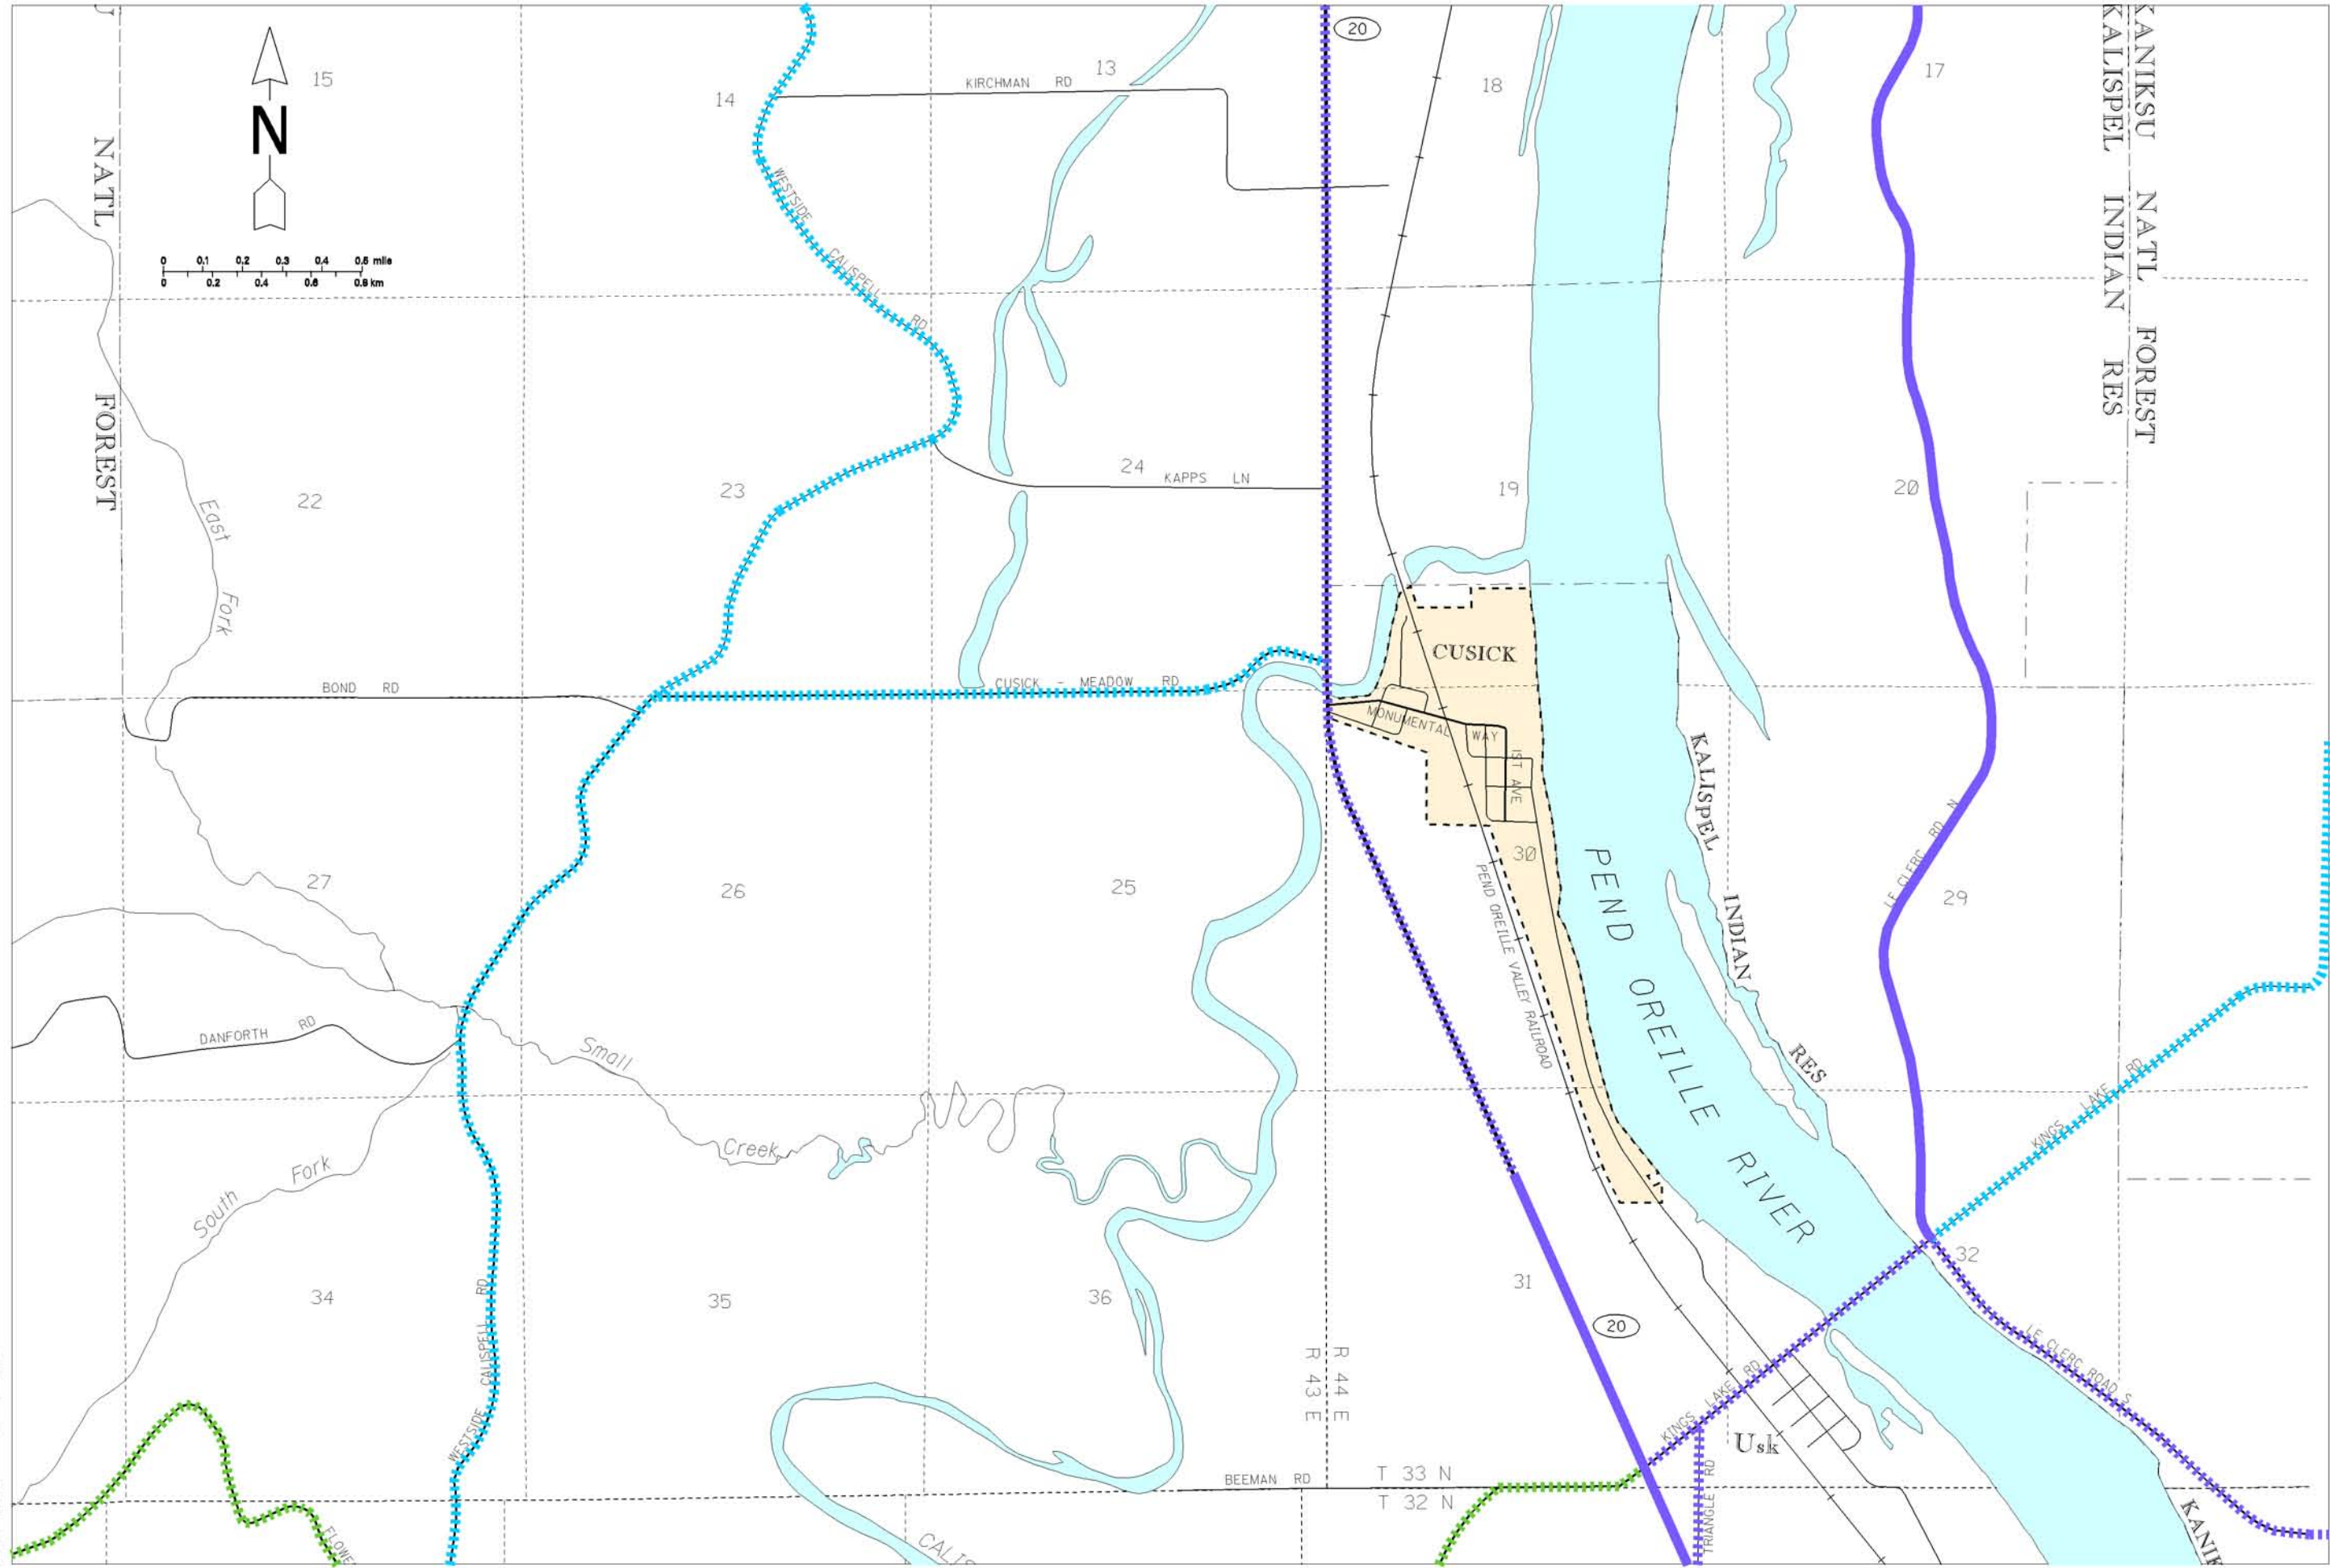 20
KANIKSU NATL FOREST
KALISPEL INDIAN RES
15
14
KIRCHMAN RD
13
18
17
NATL FOREST
N
0 0.1 0.2 0.3 0.4 0.5 mile
0 0.2 0.4 0.6 0.8 km
WESTSIDE CALISPELL RD
22
23
24
KAPPS LN
19
20
East Fork
CUSICK
BOND RD
CUSICK - MEADOW RD
MONUMENTAL WAY
1ST AVE
KALISPEL INDIAN RES
LE CLERC RD N
27
26
25
30
29
PEND OREILLE RIVER
PEND OREILLE VALLEY RAILROAD
DANFORTH RD
Small Creek
KINGS LAKE RD
South Fork
34
35
36
31
32
20
WESTSIDE CALISPELL RD
R 43 E
R 44 E
LE CLERC ROAD S
KINGS LAKE RD
Usk
BEEMAN RD
T 33 N
T 32 N
TRIANGLE RD
FLOWE
CALIS
KANIK